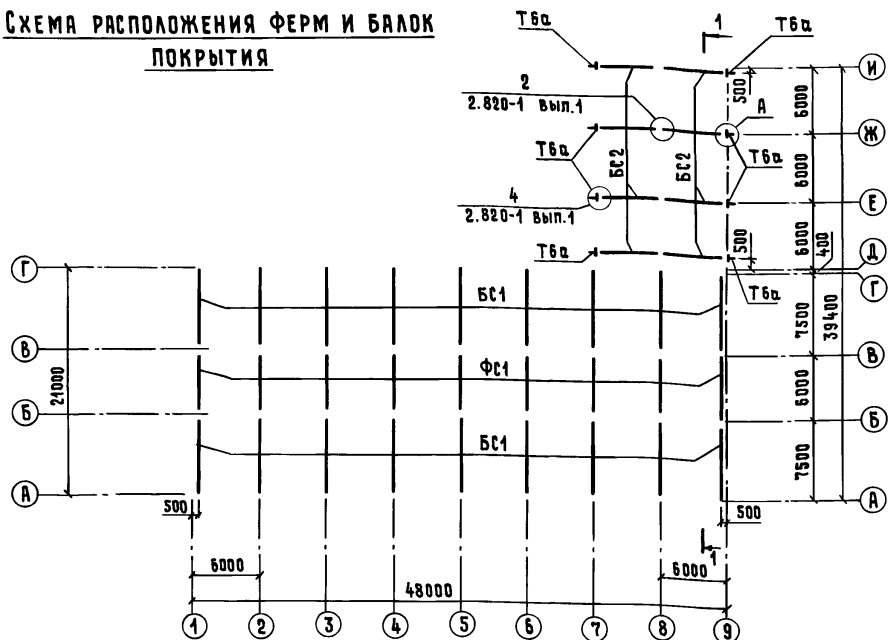 Схема расположения ферм и балок
покрытия
Т6а
1
Т6а
И
2
2.820-1 Вып.1
500
6000
А
Ж
Т6а
БС2
БС2
Т6а
6000
4
2.820-1 Вып.1
Е
Т6а
500
6000
400
Д
Т6а
Г
Г
БС1
7500
39400
В
В
21000
ФС1
6000
Б
Б
БС1
7500
А
А
500
500
1
6000
6000
48000
1
2
3
4
5
6
7
8
9